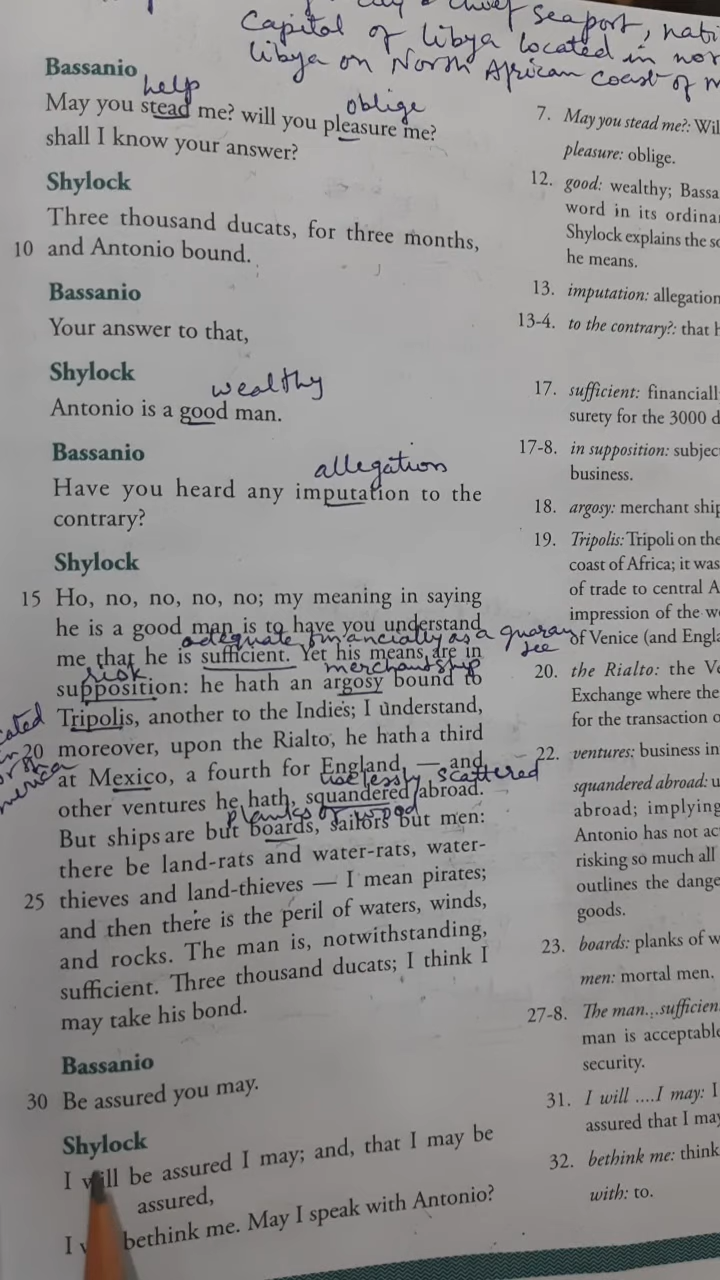 chief seaport,
Capital of libya located in nor
libya on North African coast of
Bassanio
help
oblige
May you stead me? will you pleasure me?
shall I know your answer?
Shylock
Three thousand ducats, for three months,
10 and Antonio bound.
Bassanio
Your answer to that,
Shylock
wealthy
Antonio is a good man.
Bassanio
allegation
Have you heard any imputation to the
contrary?
Shylock
15 Ho, no, no, no, no; my meaning in saying
he is a good man is to have you understand
adequate financially as a
me that he is sufficient. Yet his means are in
risk
merchant ship
supposition: he hath an argosy bound to
Tripolis, another to the Indies; I understand,
20 moreover, upon the Rialto, he hath a third
at Mexico, a fourth for England, — and
uselessly scattered
other ventures he hath, squandered abroad.
planks of wood
But ships are but boards, sailors but men:
there be land-rats and water-rats, water-
25 thieves and land-thieves — I mean pirates;
and then there is the peril of waters, winds,
and rocks. The man is, notwithstanding,
sufficient. Three thousand ducats; I think I
may take his bond.
Bassanio
30 Be assured you may.
Shylock
I will be assured I may; and, that I may be
assured,
I bethink me. May I speak with Antonio?
7. May you stead me?: Wil
pleasure: oblige.
12. good: wealthy; Bassa
word in its ordina
Shylock explains the s
he means.
13. imputation: allegation
13-4. to the contrary?: that h
17. sufficient: financiall
surety for the 3000 d
17-8. in supposition: subjec
business.
18. argosy: merchant ship
19. Tripolis: Tripoli on the
coast of Africa; it was
of trade to central A
impression of the w
of Venice (and Engla
20. the Rialto: the Ve
Exchange where the
for the transaction o
22. ventures: business in
squandered abroad: u
abroad; implying
Antonio has not ac
risking so much all
outlines the dange
goods.
23. boards: planks of w
men: mortal men.
27-8. The man...sufficien
man is acceptable
security.
31. I will ....I may: I
assured that I may
32. bethink me: think
with: to.